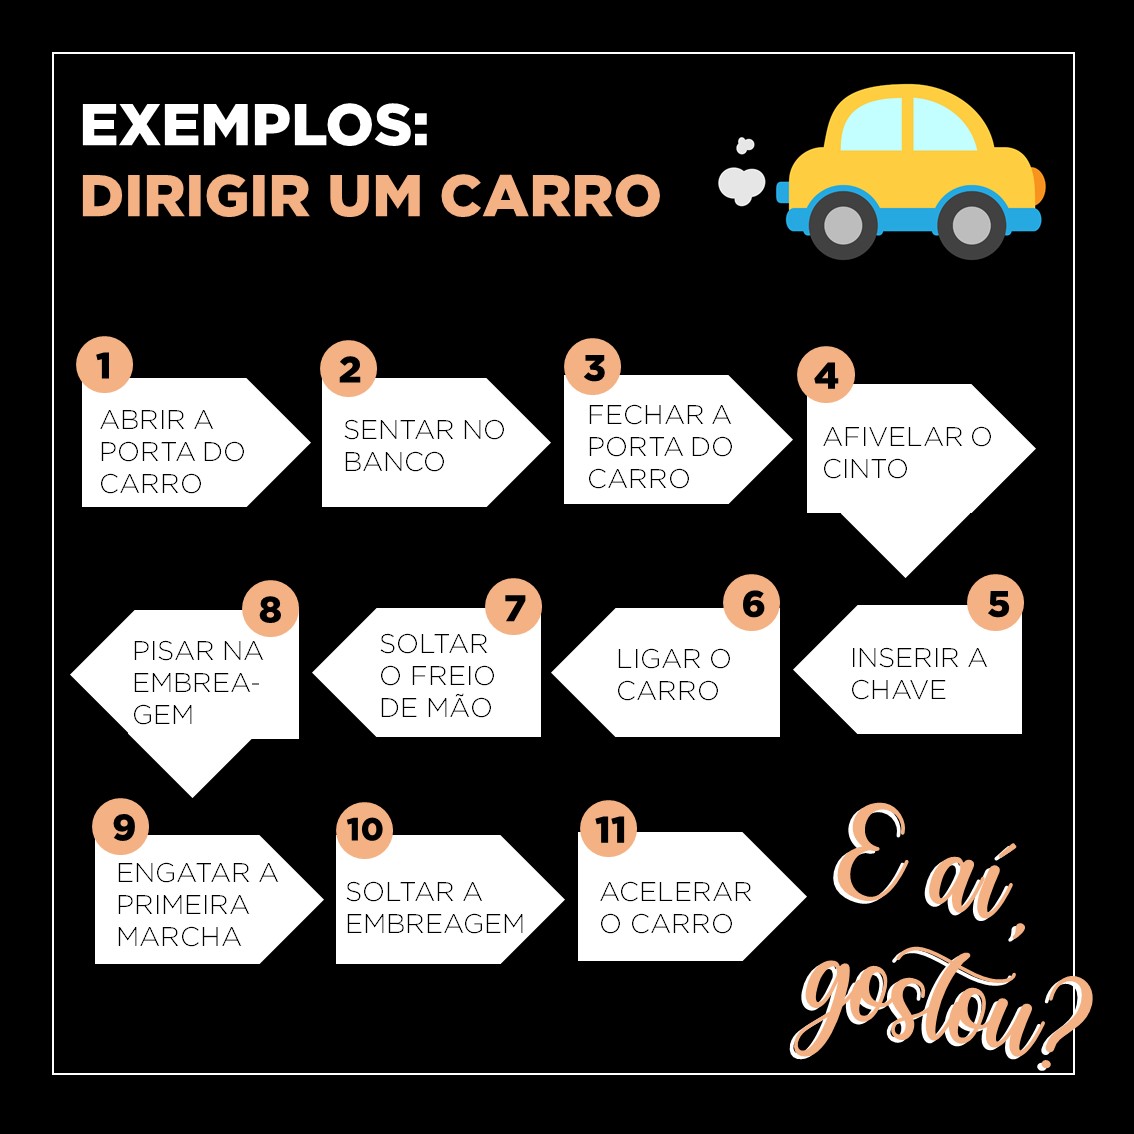 EXEMPLOS:
DIRIGIR UM CARRO
1
ABRIR A
PORTA DO
CARRO
2
SENTAR NO
BANCO
3
FECHAR A
PORTA DO
CARRO
4
AFIVELAR O
CINTO
5
INSERIR A
CHAVE
6
LIGAR O
CARRO
7
SOLTAR
O FREIO
DE MÃO
8
PISAR NA
EMBREA-
GEM
9
ENGATAR A
PRIMEIRA
MARCHA
10
SOLTAR A
EMBREAGEM
11
ACELERAR
O CARRO
E aí,
gostou?